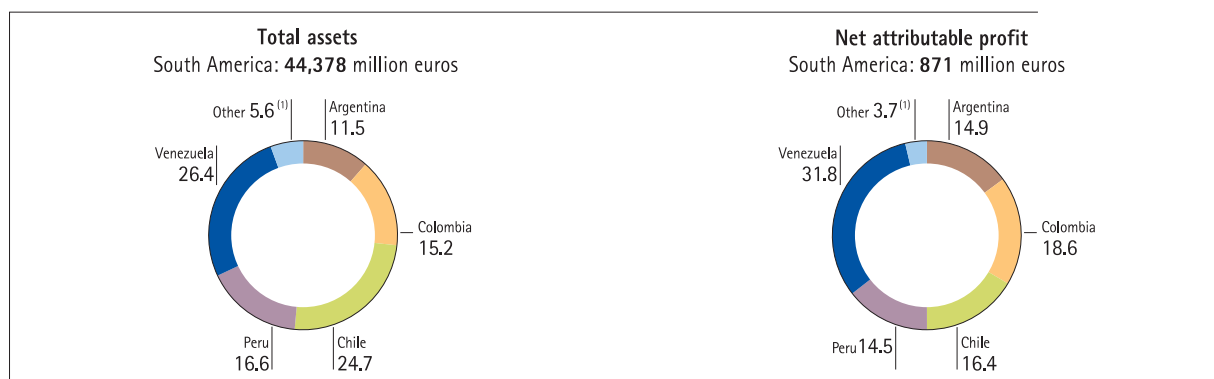 Total assets
South America: 44,378 million euros
Other 5.6 (1)
Argentina
11.5
Venezuela
26.4
Colombia
15.2
Peru
16.6
Chile
24.7
Net attributable profit
South America: 871 million euros
Other 3.7 (1)
Argentina
14.9
Venezuela
31.8
Colombia
18.6
Peru 14.5
Chile
16.4